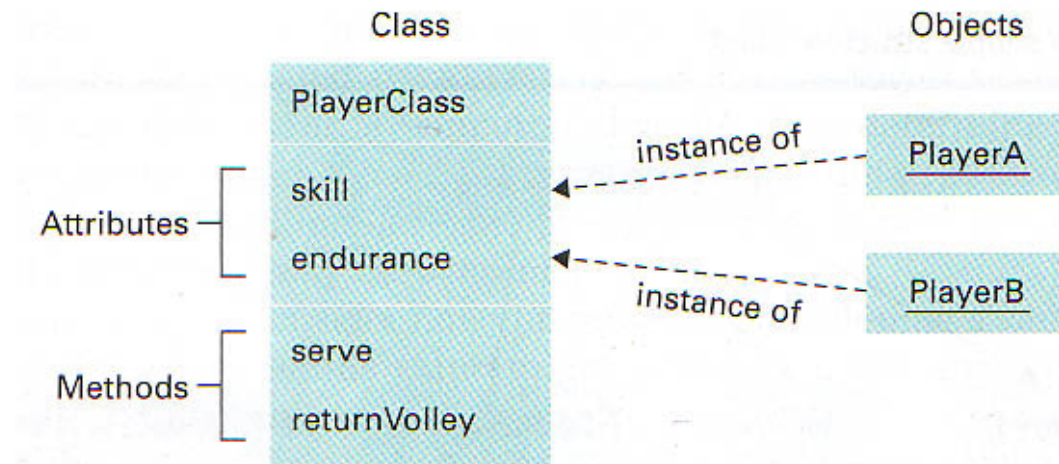 Class
Objects
PlayerClass
instance of
PlayerA
skill
Attributes
endurance
instance of
PlayerB
serve
Methods
returnVolley